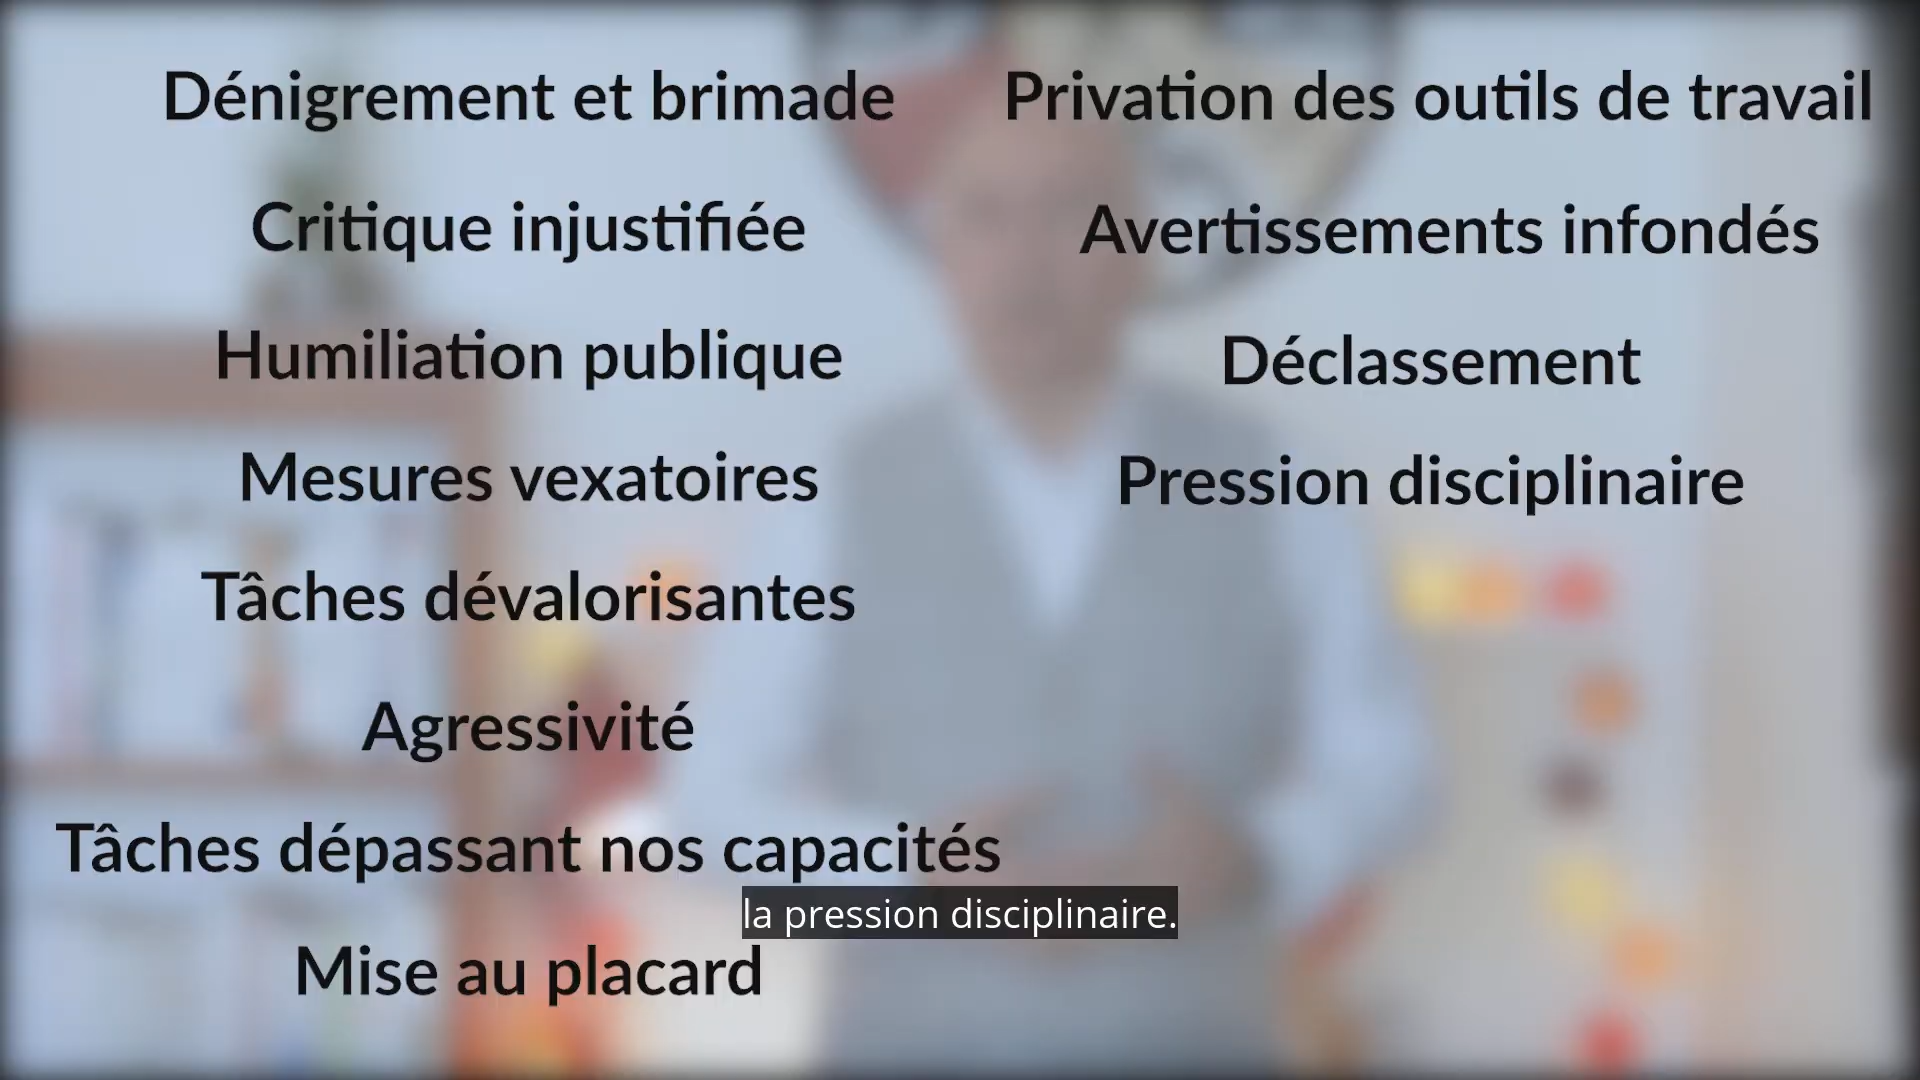 Dénigrement et brimade
Critique injustifiée
Humiliation publique
Mesures vexatoires
Tâches dévalorisantes
Agressivité
Tâches dépassant nos capacités
Mise au placard
Privation des outils de travail
Avertissements infondés
Déclassement
Pression disciplinaire
la pression disciplinaire.